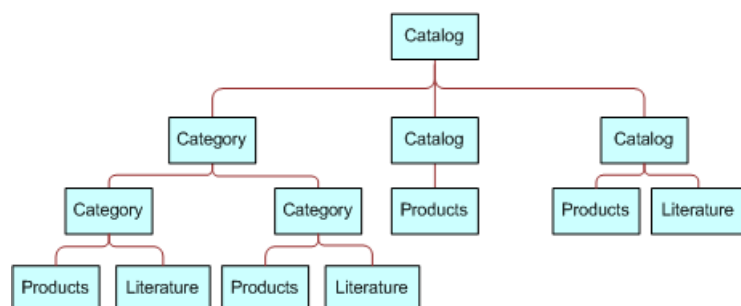 Catalog
Category
Catalog
Catalog
Category
Category
Products
Products
Literature
Products
Literature
Products
Literature